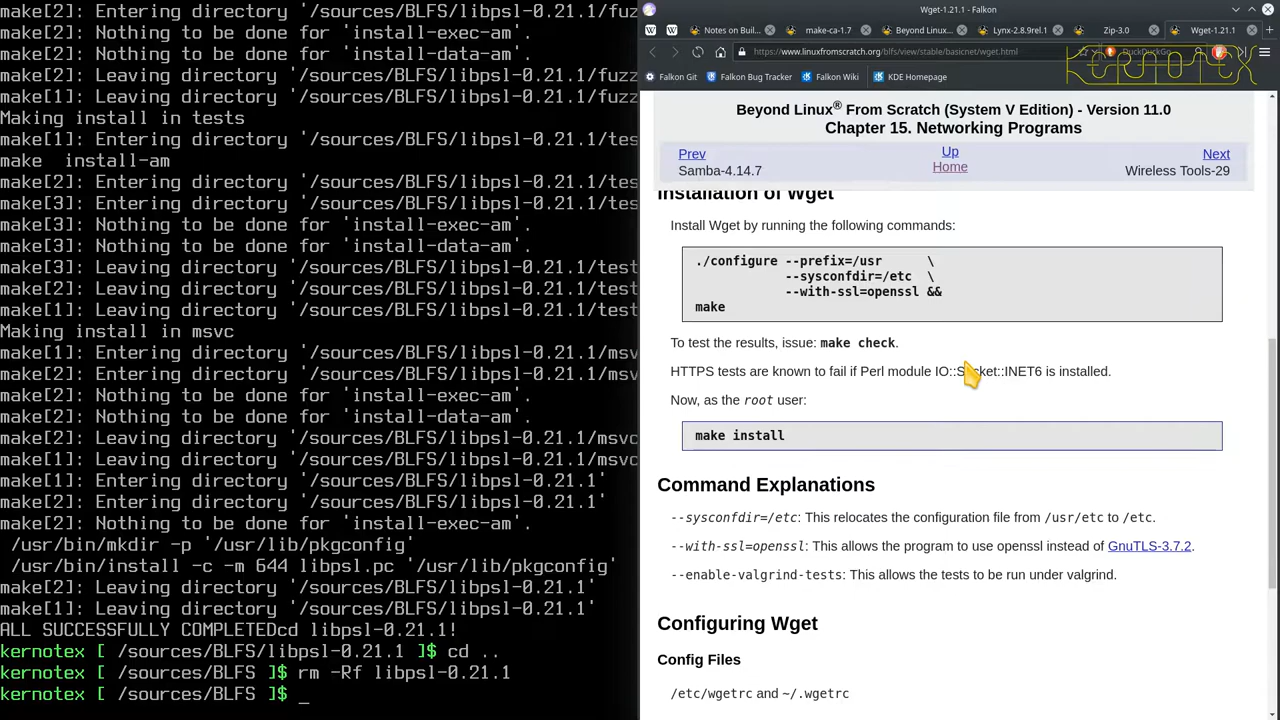 make[2]: Entering directory '/sources/BLFS/libpsl-0.21.1/fuz
make[2]: Nothing to be done for 'install-exec-am'.
make[2]: Nothing to be done for 'install-data-am'.
make[2]: Leaving directory '/sources/BLFS/libpsl-0.21.1/fuzz
make[1]: Leaving directory '/sources/BLFS/libpsl-0.21.1/fuzz
Making install in tests
make[1]: Entering directory '/sources/BLFS/libpsl-0.21.1/tes
make  install-am
make[2]: Entering directory '/sources/BLFS/libpsl-0.21.1/tes
make[3]: Entering directory '/sources/BLFS/libpsl-0.21.1/tes
make[3]: Nothing to be done for 'install-exec-am'.
make[3]: Nothing to be done for 'install-data-am'.
make[3]: Leaving directory '/sources/BLFS/libpsl-0.21.1/test
make[2]: Leaving directory '/sources/BLFS/libpsl-0.21.1/test
make[1]: Leaving directory '/sources/BLFS/libpsl-0.21.1/test
Making install in msvc
make[1]: Entering directory '/sources/BLFS/libpsl-0.21.1/msv
make[2]: Entering directory '/sources/BLFS/libpsl-0.21.1/msv
make[2]: Nothing to be done for 'install-exec-am'.
make[2]: Nothing to be done for 'install-data-am'.
make[2]: Leaving directory '/sources/BLFS/libpsl-0.21.1/msvc
make[1]: Leaving directory '/sources/BLFS/libpsl-0.21.1/msvc
make[1]: Entering directory '/sources/BLFS/libpsl-0.21.1'
make[2]: Entering directory '/sources/BLFS/libpsl-0.21.1'
make[2]: Nothing to be done for 'install-exec-am'.
/usr/bin/mkdir -p '/usr/lib/pkgconfig'
/usr/bin/install -c -m 644 libpsl.pc '/usr/lib/pkgconfig'
make[2]: Leaving directory '/sources/BLFS/libpsl-0.21.1'
make[1]: Leaving directory '/sources/BLFS/libpsl-0.21.1'
ALL SUCCESSFULLY COMPLETEDcd libpsl-0.21.1!
kernotex [ /sources/BLFS/libpsl-0.21.1 ]$ cd ..
kernotex [ /sources/BLFS ]$ rm -Rf libpsl-0.21.1
kernotex [ /sources/BLFS ]$ _
Wget-1.21.1 - Falkon
Notes on Buil... make-ca-1.7 Beyond Linux... Lynx-2.8.9rel.1 Zip-3.0 Wget-1.21.1
https://www.linuxfromscratch.org/blfs/view/stable/basicnet/wget.html DuckDuckGo
KERNOTEX
Falkon Git Falkon Bug Tracker Falkon Wiki KDE Homepage
Beyond Linux® From Scratch (System V Edition) - Version 11.0
Chapter 15. Networking Programs
Prev Up Next
Samba-4.14.7 Home Wireless Tools-29
Installation of Wget
Install Wget by running the following commands:
./configure --prefix=/usr      \
            --sysconfdir=/etc  \
            --with-ssl=openssl &&
make
To test the results, issue: make check.
HTTPS tests are known to fail if Perl module IO::Socket::INET6 is installed.
Now, as the root user:
make install
Command Explanations
--sysconfdir=/etc: This relocates the configuration file from /usr/etc to /etc.
--with-ssl=openssl: This allows the program to use openssl instead of GnuTLS-3.7.2.
--enable-valgrind-tests: This allows the tests to be run under valgrind.
Configuring Wget
Config Files
/etc/wgetrc and ~/.wgetrc